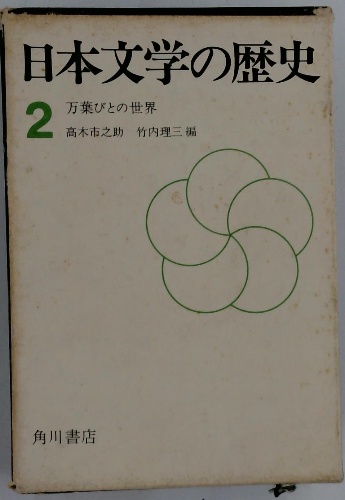 日本文学の歴史
2
万葉びとの世界
高木市之助 竹内理三編
角川書店